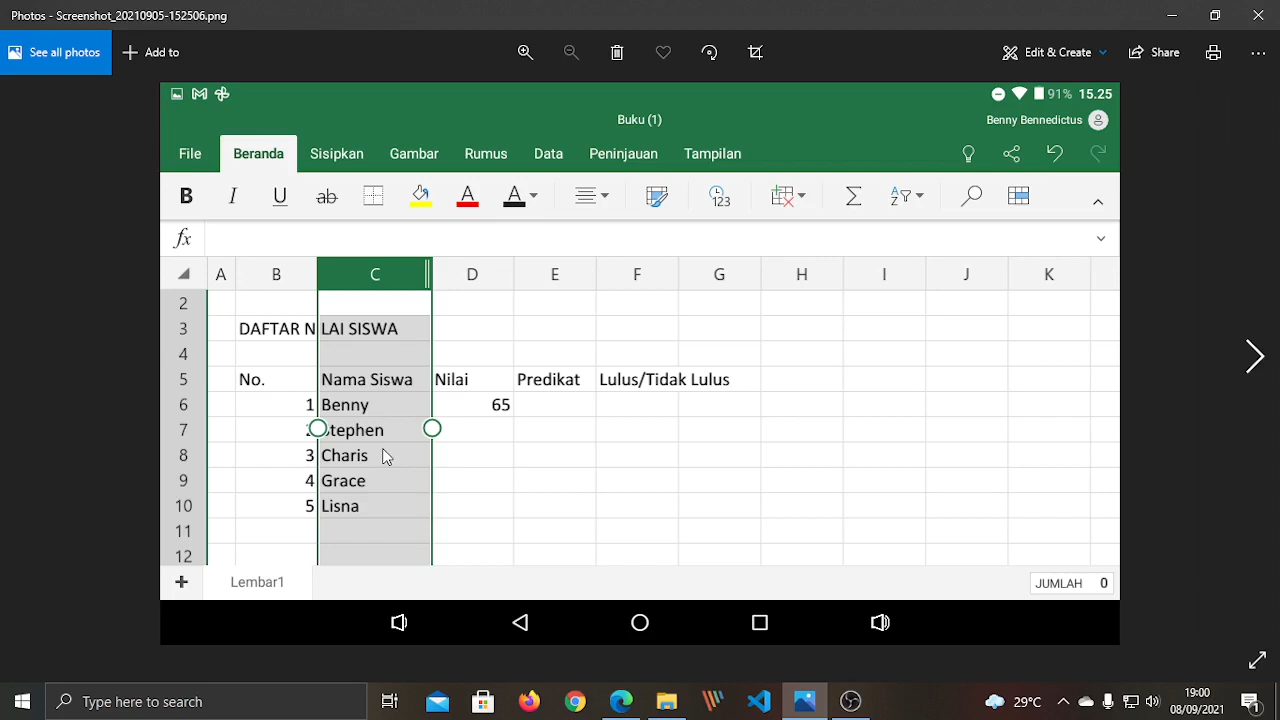 Photos - Screenshot_20210905-152506.png
See all photos
Add to
Edit & Create
Share
91% 15.25
Buku (1)
Benny Bennedictus
File Beranda Sisipkan Gambar Rumus Data Peninjauan Tampilan
B I U ab A A 123 Σ A Z
fx
A B C D E F G H I J K
2
3 DAFTAR N LAI SISWA
4
5 No. Nama Siswa Nilai Predikat Lulus/Tidak Lulus
6 1 Benny 65
7 Stephen
8 3 Charis
9 4 Grace
10 5 Lisna
11
12
Lembar1
JUMLAH 0
Type here to search
29°C
19:00
08/09/2021
1